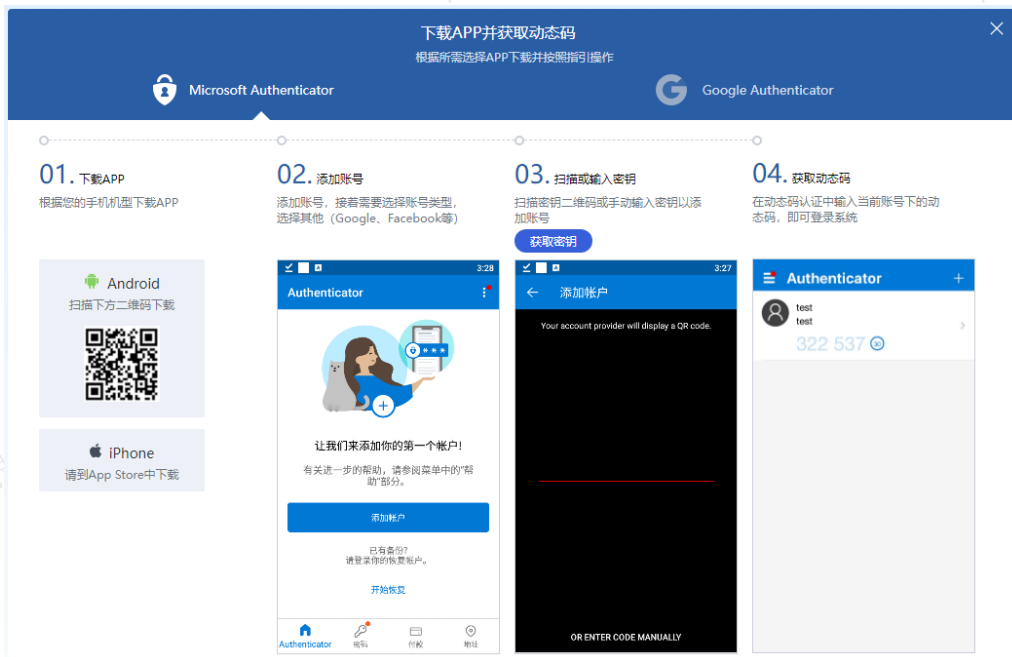 下载APP并获取动态码
根据所需选择APP下载并按照指引操作
Microsoft Authenticator
Google Authenticator
01. 下载APP
根据您的手机机型下载APP
Android
扫描下方二维码下载
iPhone
请到App Store中下载
02. 添加账号
添加账号，接着需要选择账号类型，
选择其他（Google、Facebook等）
3:28
Authenticator
让我们来添加你的第一个帐户!
有关进一步的帮助，请参阅菜单中的"帮
助"部分。
添加帐户
已有备份?
请登录你的恢复帐户。
开始恢复
Authenticator
密码
付款
地址
03. 扫描或输入密钥
扫描密钥二维码或手动输入密钥以添
加账号
获取密钥
3:27
添加帐户
Your account provider will display a QR code.
OR ENTER CODE MANUALLY
04. 获取动态码
在动态码认证中输入当前账号下的动
态码，即可登录系统
Authenticator
test
test
322 537
30